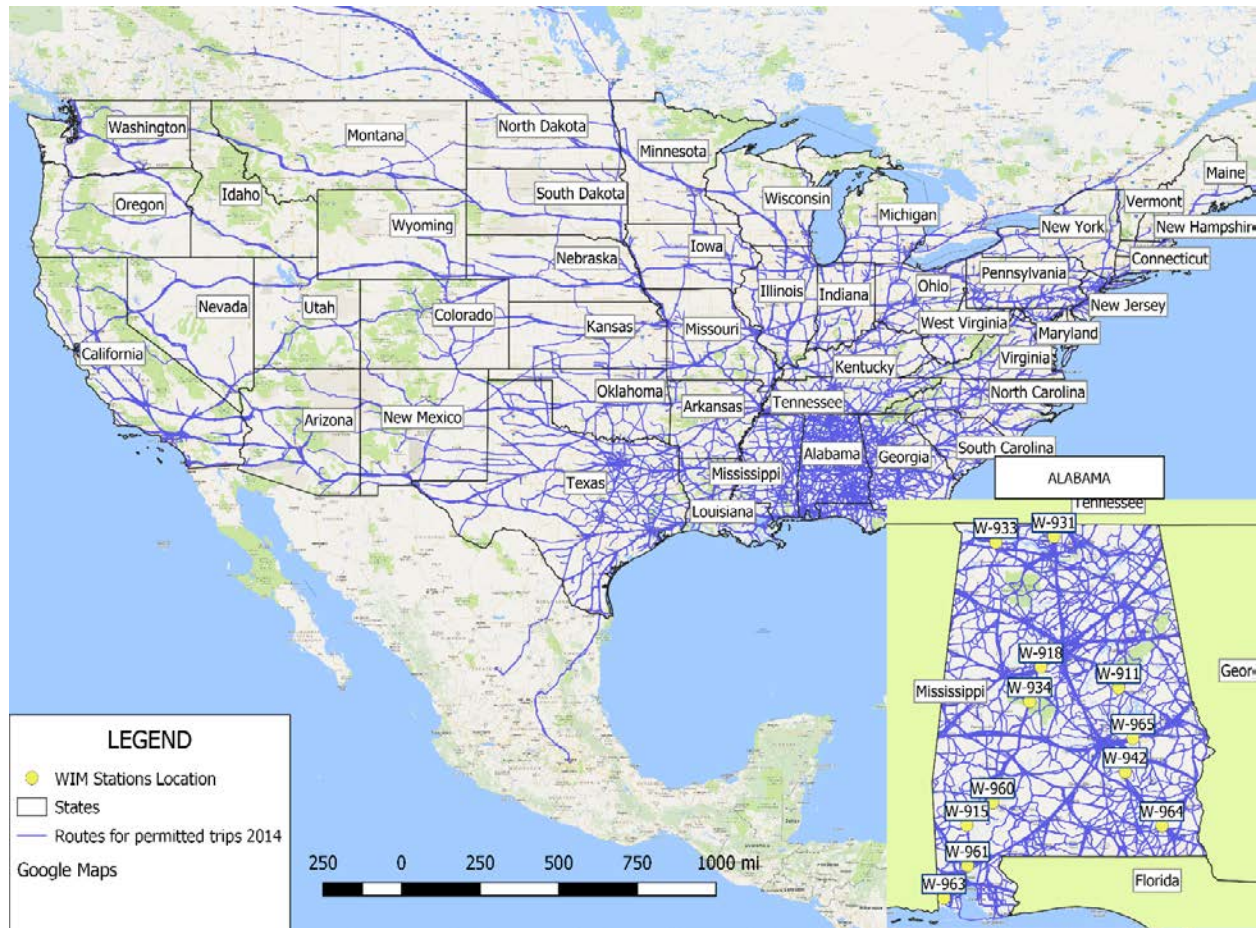 Washington
Montana
North Dakota
Minnesota
Maine
Oregon
Idaho
South Dakota
Wisconsin
Michigan
Vermont
Wyoming
New York
New Hampshir
Iowa
Nebraska
Pennsylvania
Connecticut
Nevada
Utah
Colorado
Illinois
Indiana
Ohio
New Jersey
Kansas
Missouri
West Virginia
Maryland
California
Kentucky
Virginia
Oklahoma
Arkansas
Tennessee
North Carolina
Arizona
New Mexico
Texas
Mississippi
Alabama
Georgia
South Carolina
Louisiana
ALABAMA
Tennessee
W-933
W-931
W-918
W-911
Geor
Mississippi
W-934
W-965
W-942
W-960
W-915
W-964
W-961
W-963
Florida
LEGEND
WIM Stations Location
States
Routes for permitted trips 2014
Google Maps
250 0 250 500 750 1000 mi